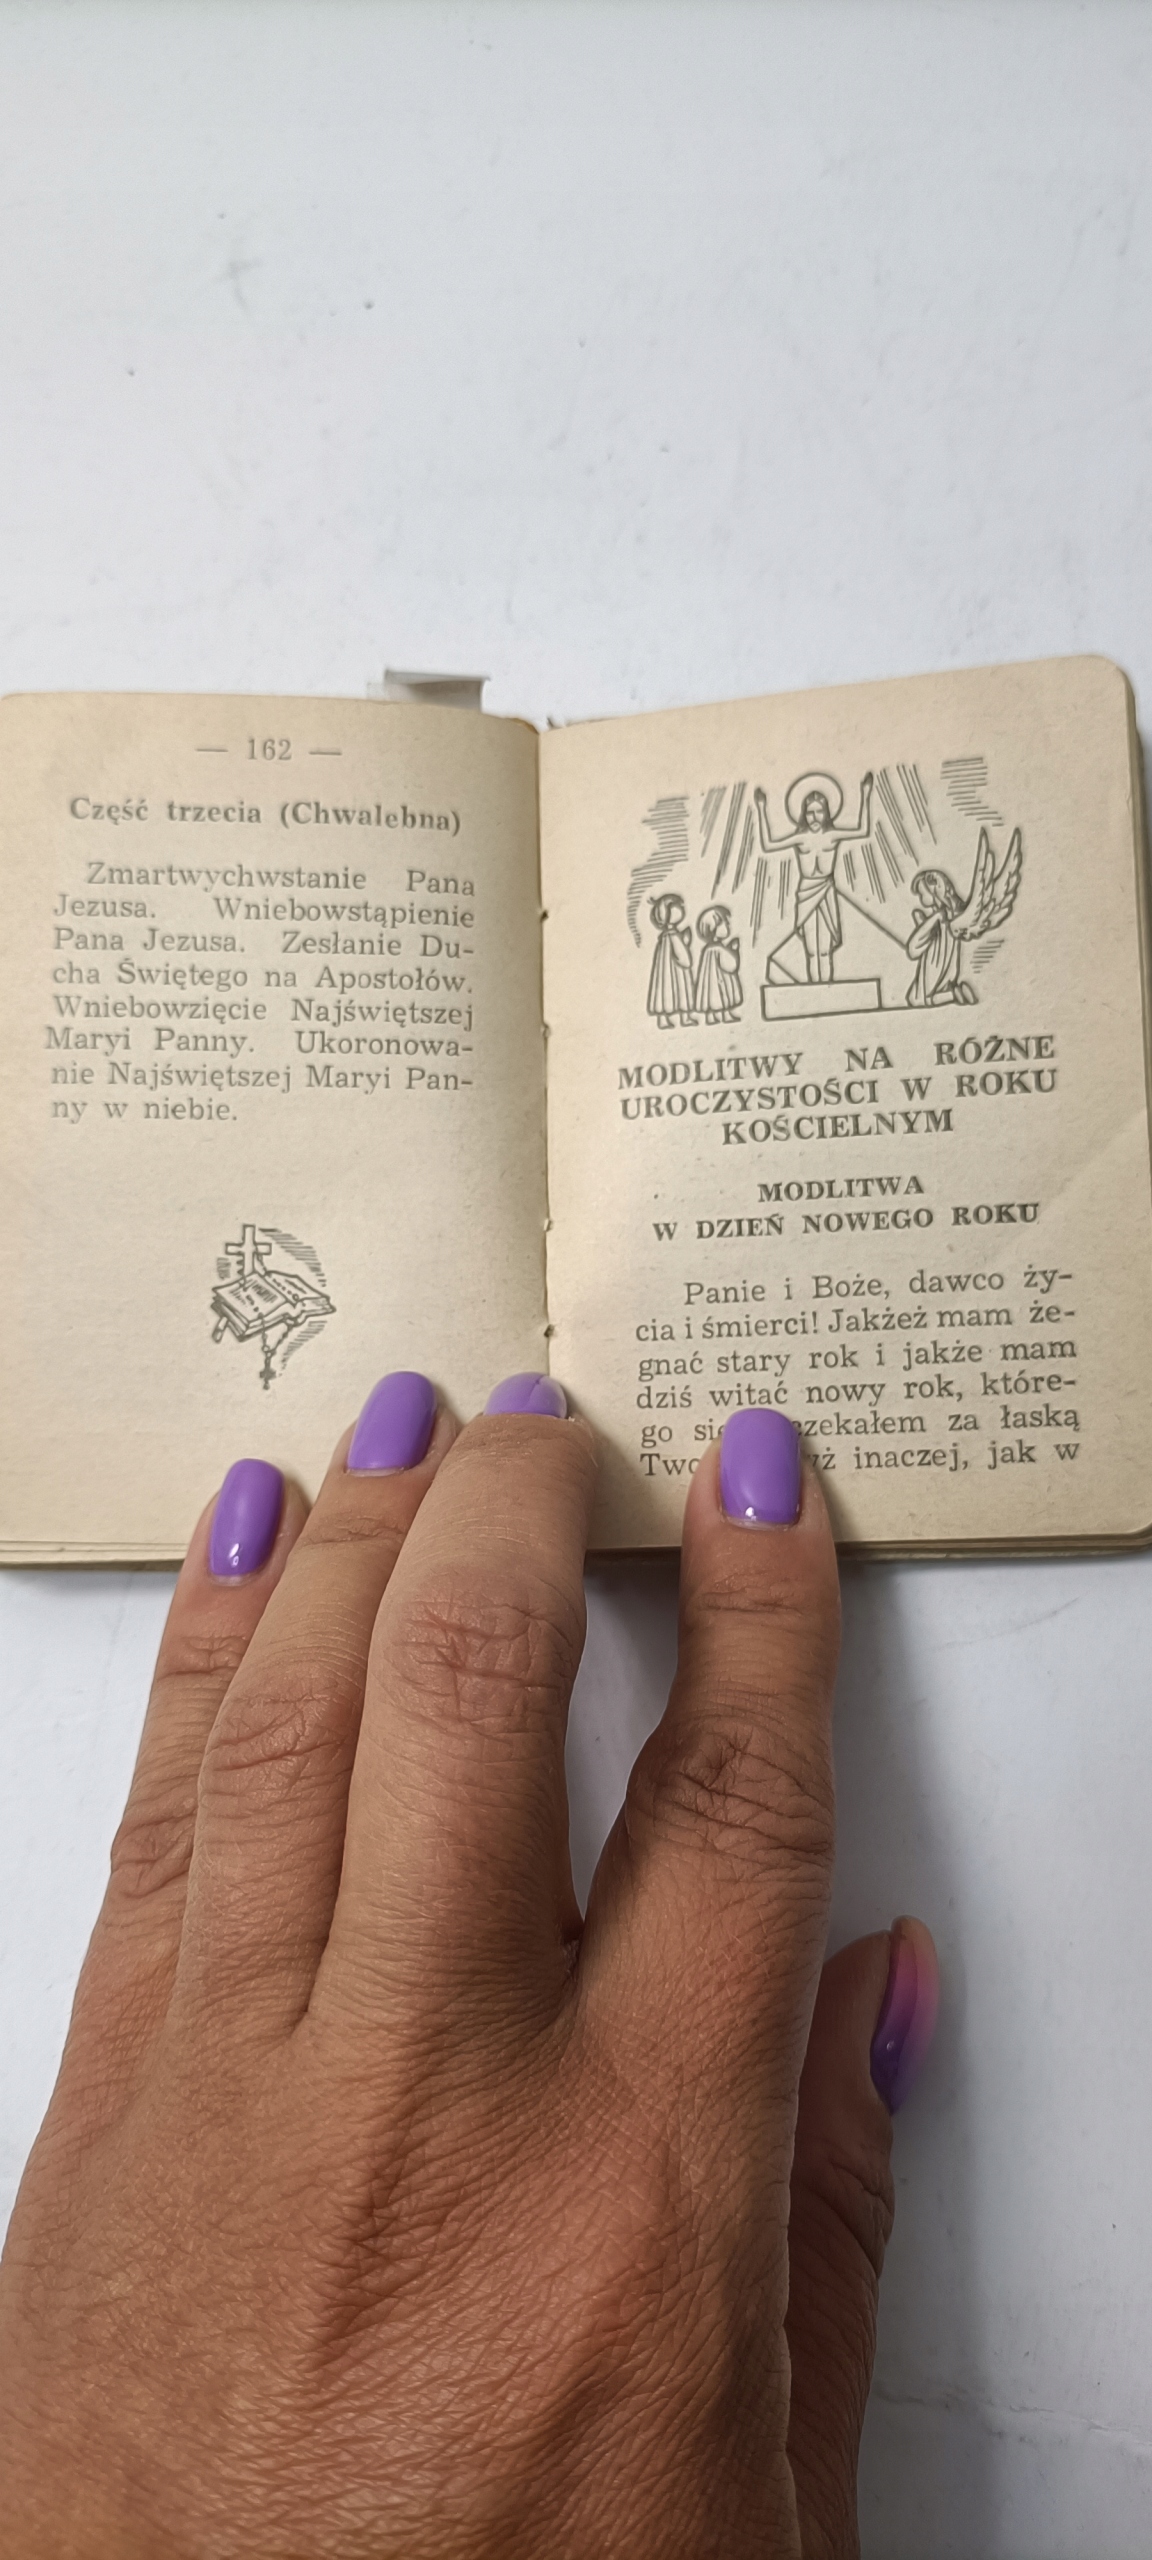 — 162 —
Część trzecia (Chwalebna)
Zmartwychwstanie Pana
Jezusa. Wniebowstąpienie
Pana Jezusa. Zesłanie Du-
cha Świętego na Apostołów.
Wniebowzięcie Najświętszej
Maryi Panny. Ukoronowa-
nie Najświętszej Maryi Pan-
ny w niebie.
MODLITWY NA RÓŻNE
UROCZYSTOŚCI W ROKU
KOŚCIELNYM
MODLITWA
W DZIEŃ NOWEGO ROKU
Panie i Boże, dawco ży-
cia i śmierci! Jakżeż mam że-
gnać stary rok i jakże mam
dziś witać nowy rok, które-
go za łaską
inaczej, jak w